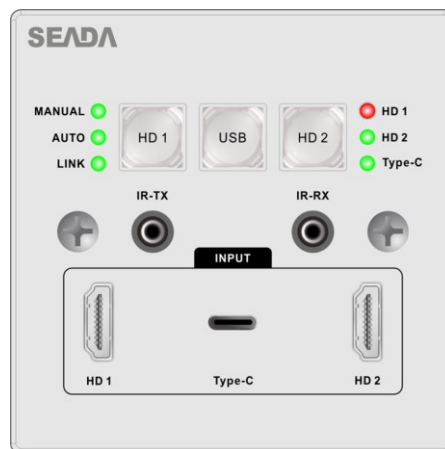 SEADA
MANUAL
AUTO
LINK
HD 1
USB
HD 2
HD 1
HD 2
Type-C
IR-TX
IR-RX
INPUT
HD 1
Type-C
HD 2